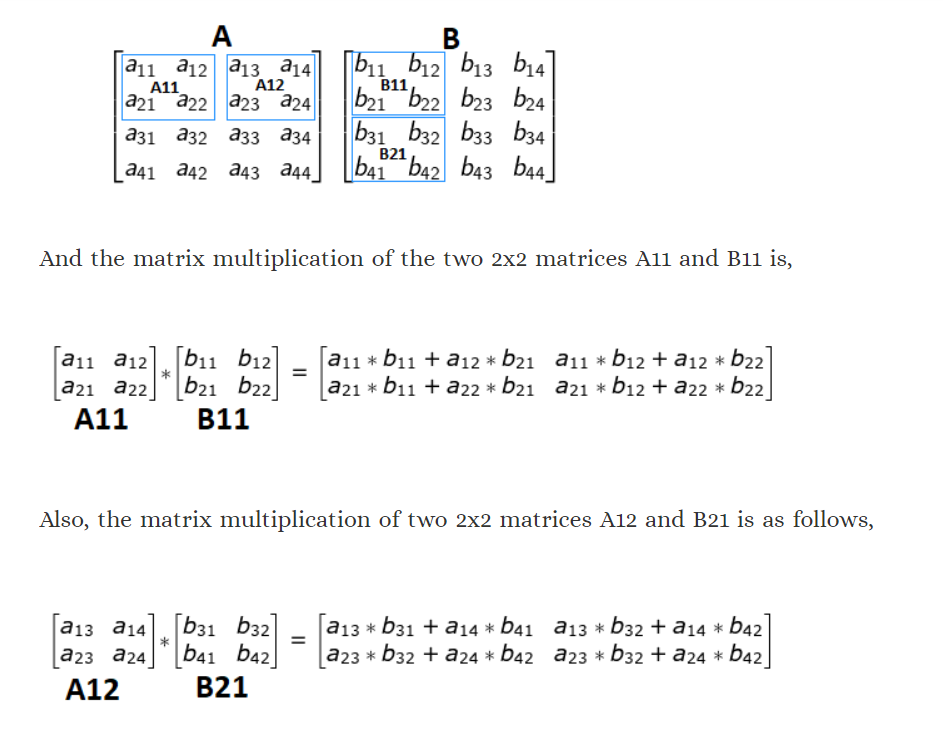 A B
a11 a12 a13 a14 b11 b12 b13 b14
A11 A12 B11
a21 a22 a23 a24 b21 b22 b23 b24
a31 a32 a33 a34 b31 b32 b33 b34
B21
a41 a42 a43 a44 b41 b42 b43 b44
And the matrix multiplication of the two 2x2 matrices A11 and B11 is,
[a11 a12] [b11 b12] [a11 * b11 + a12 * b21 a11 * b12 + a12 * b22]
* =
[a21 a22] [b21 b22] [a21 * b11 + a22 * b21 a21 * b12 + a22 * b22]
A11 B11
Also, the matrix multiplication of two 2x2 matrices A12 and B21 is as follows,
[a13 a14] [b31 b32] [a13 * b31 + a14 * b41 a13 * b32 + a14 * b42]
* =
[a23 a24] [b41 b42] [a23 * b32 + a24 * b42 a23 * b32 + a24 * b42]
A12 B21